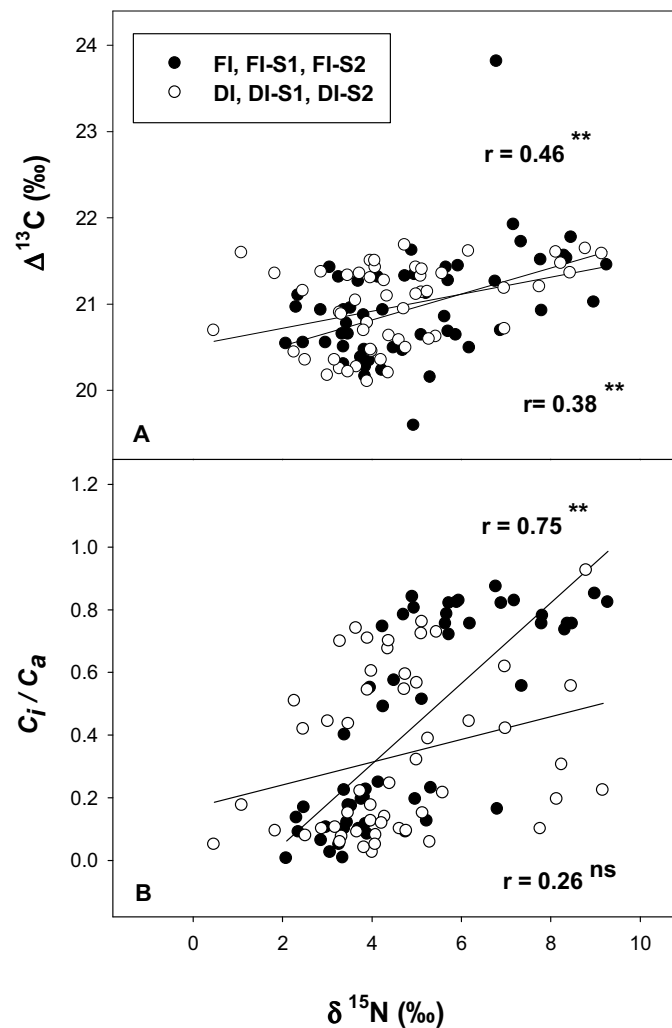 24
23
22
21
20
Δ13C (‰)
FI, FI-S1, FI-S2
DI, DI-S1, DI-S2
r = 0.46 **
r= 0.38 **
A
1.2
1.0
0.8
0.6
0.4
0.2
0.0
Ci / Ca
r = 0.75 **
r = 0.26 ns
B
0 2 4 6 8 10
δ 15N (‰)